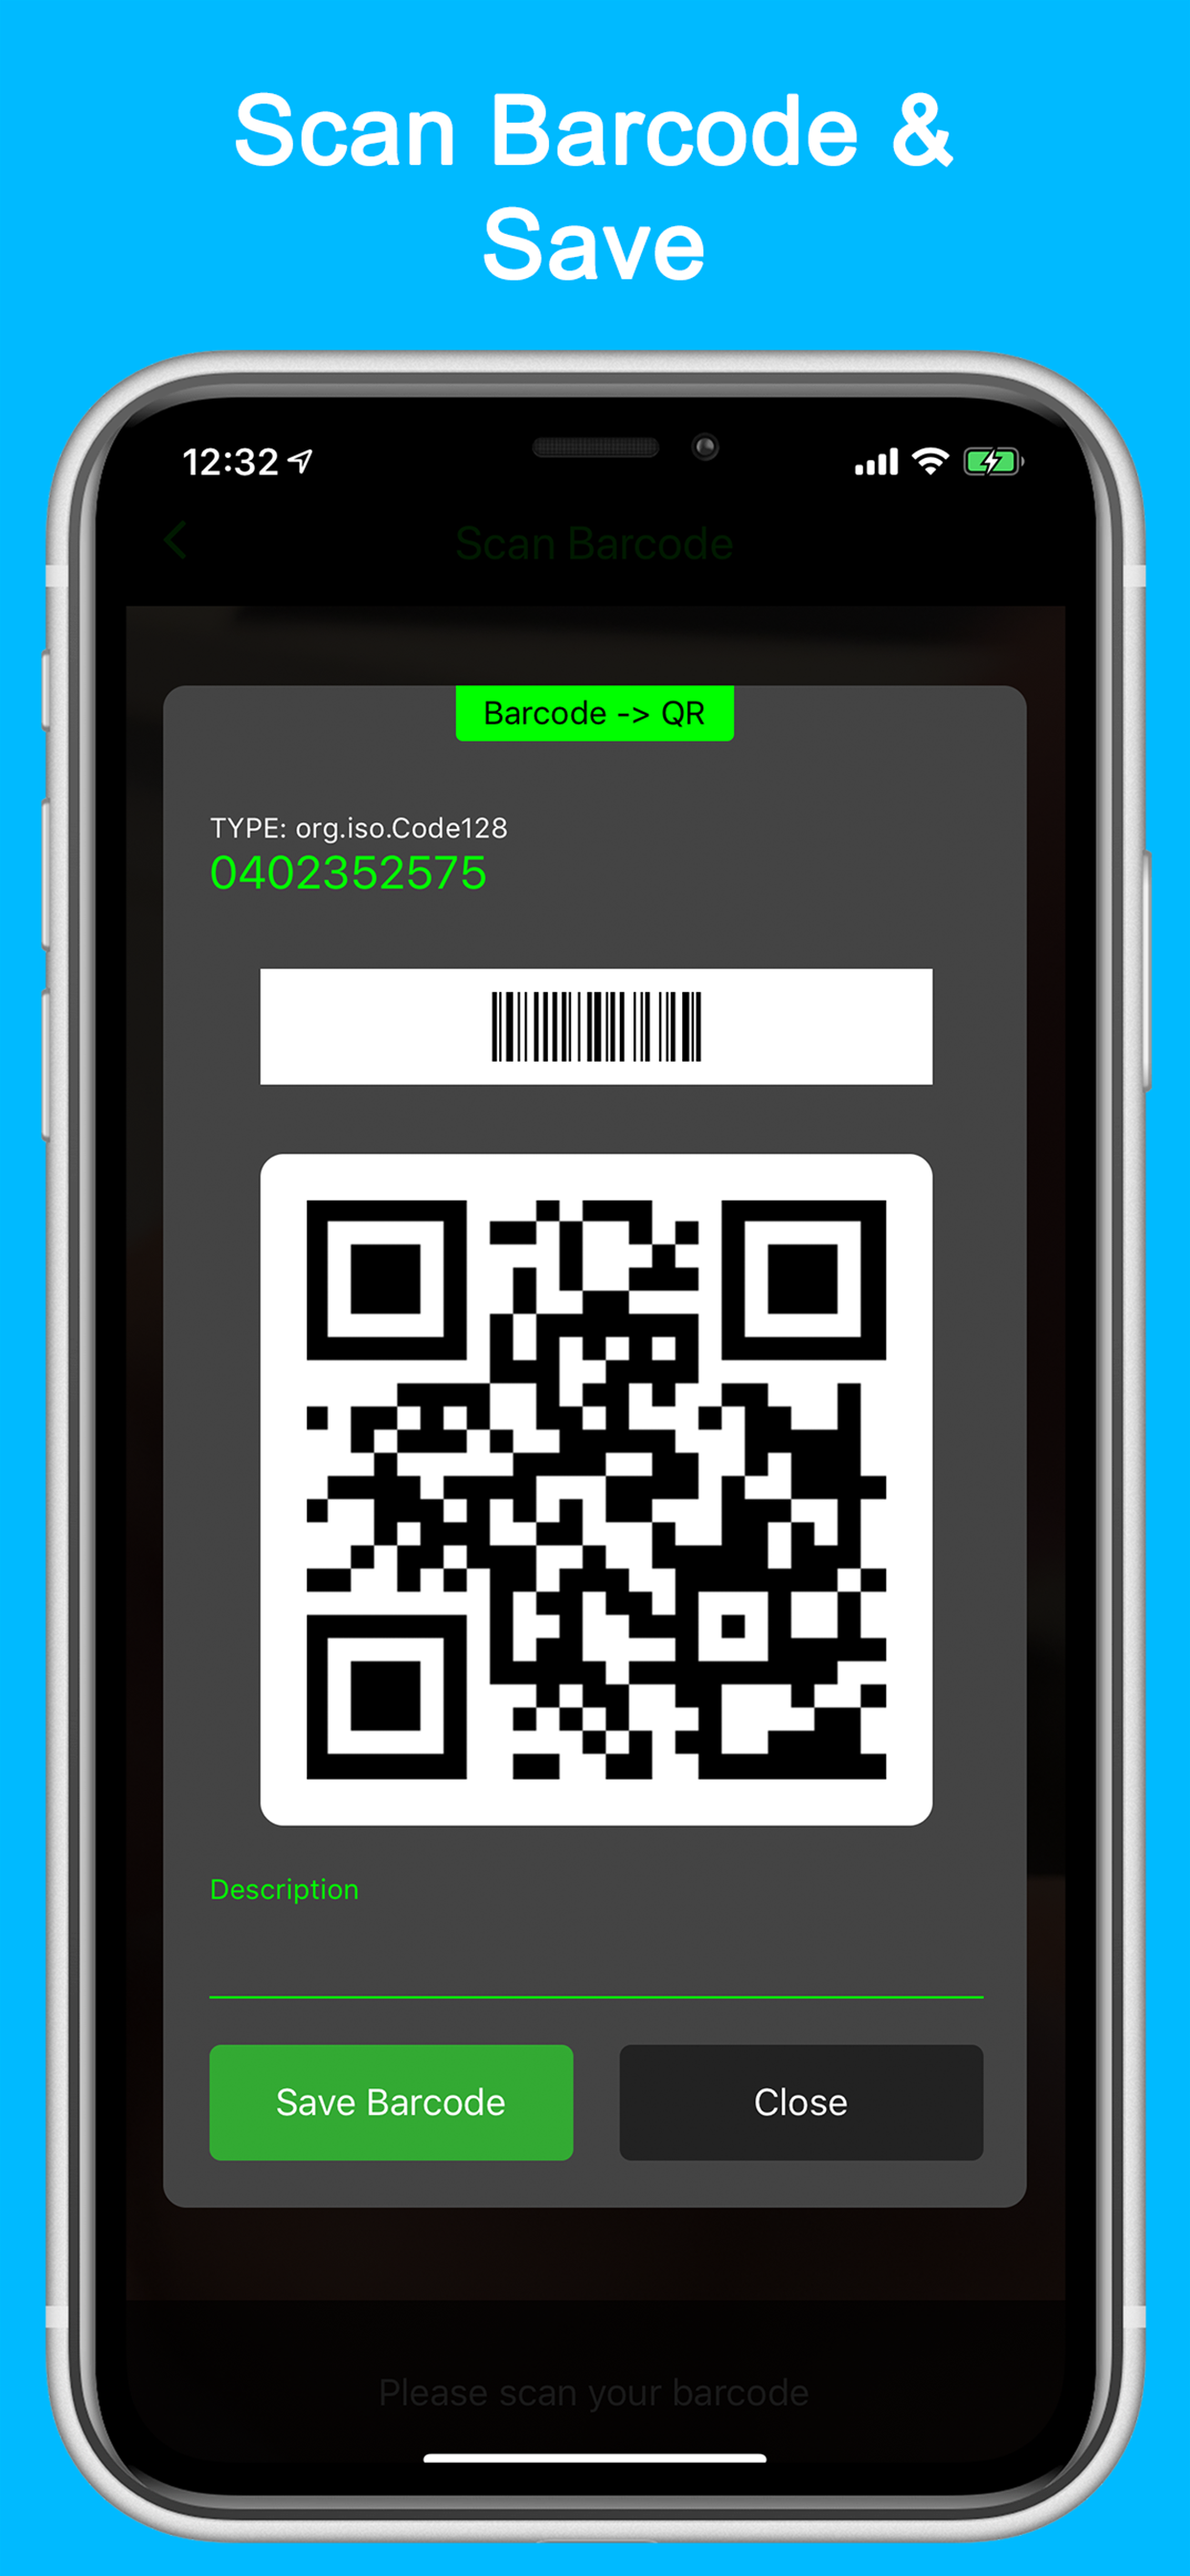 Scan Barcode &
Save
12:32
Scan Barcode
Barcode -> QR
TYPE: org.iso.Code128
0402352575
Description
Save Barcode
Close
Please scan your barcode